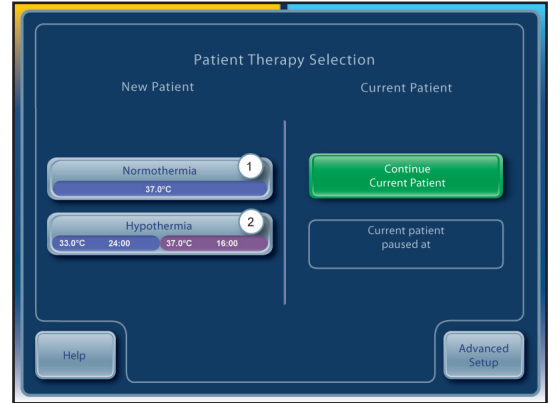 Patient Therapy Selection
New Patient
Current Patient
Normothermia
1
37.0°C
Hypothermia
2
33.0°C 24:00 37.0°C 16:00
Continue
Current Patient
Current patient
paused at
Help
Advanced
Setup